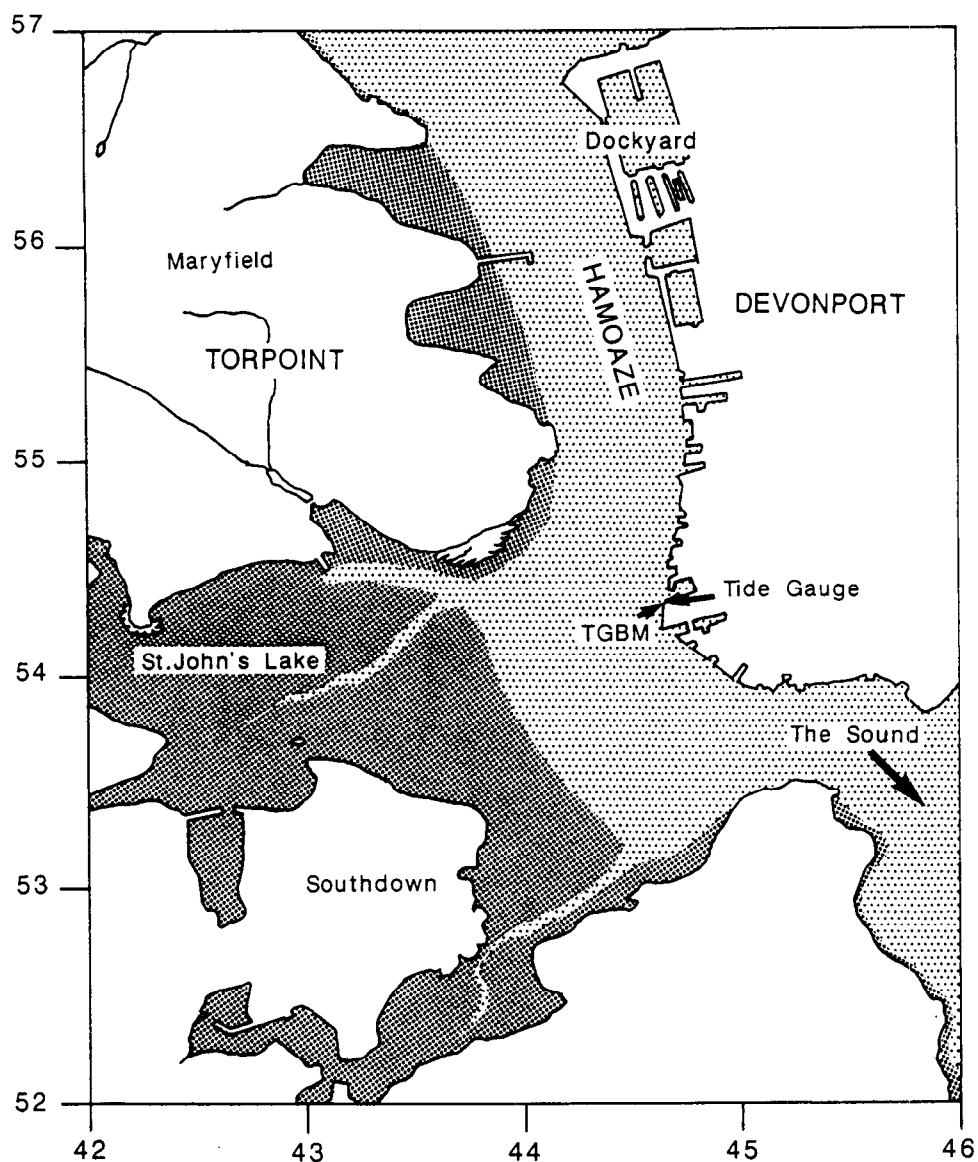 57
Dockyard
56
Maryfield
HAMOAZE
DEVONPORT
TORPOINT
55
Tide Gauge
TGBM
St.John's Lake
54
The Sound
53
Southdown
52
42
43
44
45
46